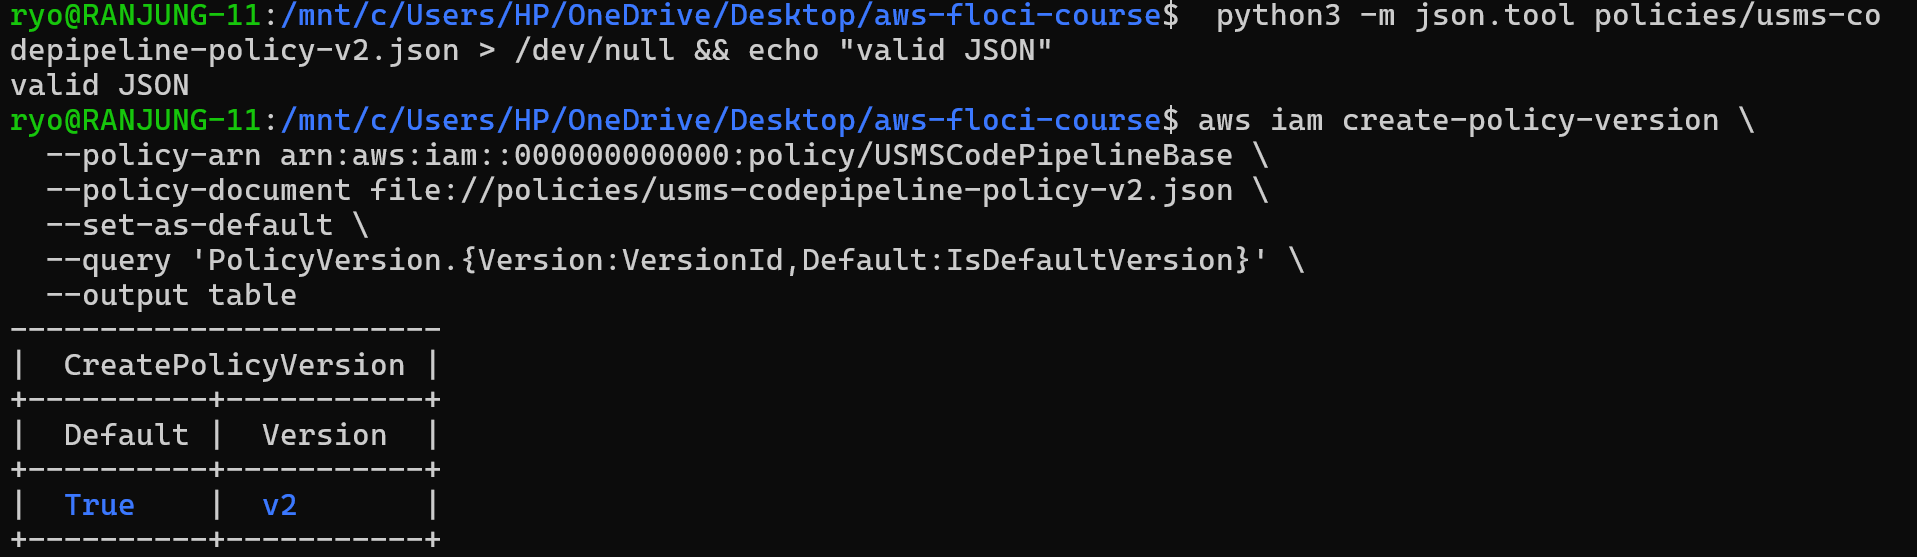 ryo@RANJUNG-11:/mnt/c/Users/HP/OneDrive/Desktop/aws-floci-course$  python3 -m json.tool policies/usms-co
depipeline-policy-v2.json > /dev/null && echo "valid JSON"
valid JSON
ryo@RANJUNG-11:/mnt/c/Users/HP/OneDrive/Desktop/aws-floci-course$ aws iam create-policy-version \
  --policy-arn arn:aws:iam::000000000000:policy/USMSCodePipelineBase \
  --policy-document file://policies/usms-codepipeline-policy-v2.json \
  --set-as-default \
  --query 'PolicyVersion.{Version:VersionId,Default:IsDefaultVersion}' \
  --output table
------------------------
|  CreatePolicyVersion |
+----------+-----------+
|  Default |  Version  |
+----------+-----------+
|  True    |  v2       |
+----------+-----------+